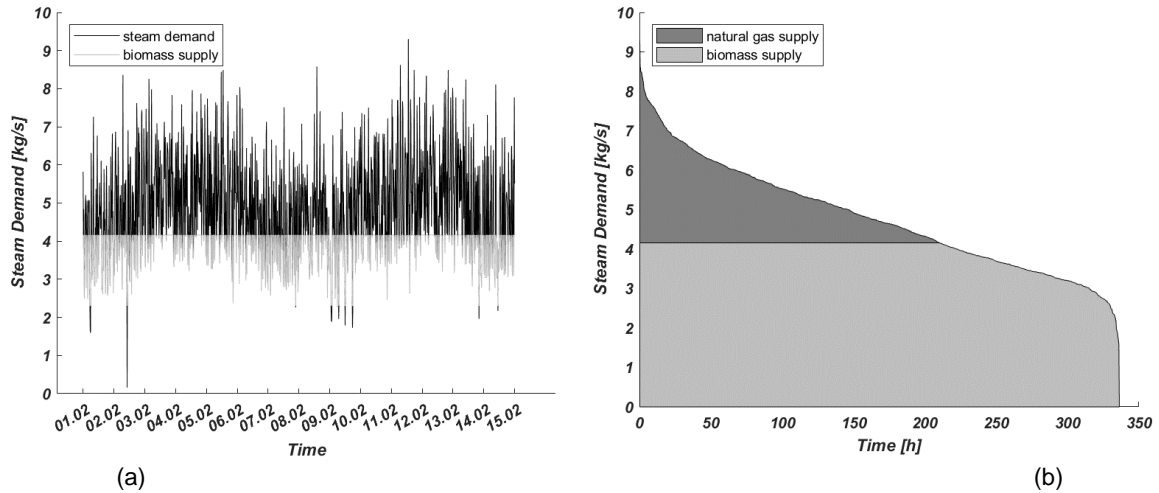 10
9
8
7
6
5
4
3
2
1
0
Steam Demand [kg/s]
steam demand
biomass supply
01.02 02.02 03.02 04.02 05.02 06.02 07.02 08.02 09.02 10.02 11.02 12.02 13.02 14.02 15.02
Time
(a)
10
9
8
7
6
5
4
3
2
1
0
Steam Demand [kg/s]
natural gas supply
biomass supply
0 50 100 150 200 250 300 350
Time [h]
(b)